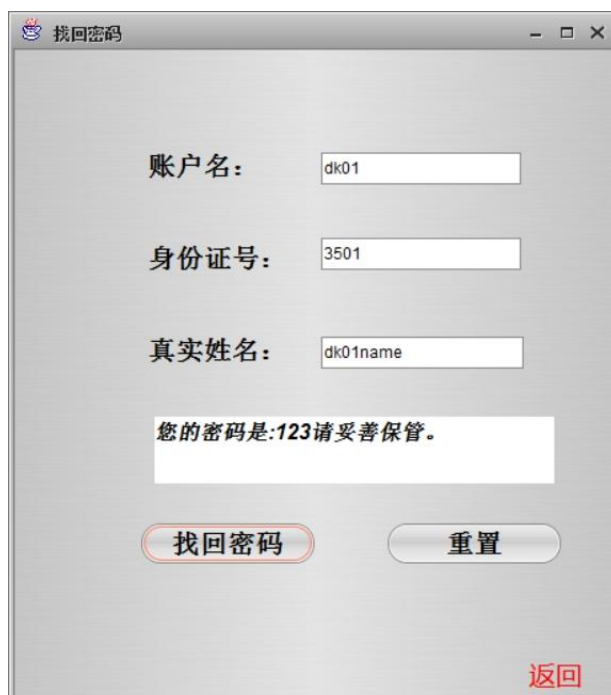 找回密码
账户名： dk01
身份证号： 3501
真实姓名： dk01name
您的密码是:123请妥善保管。
找回密码 重置
返回